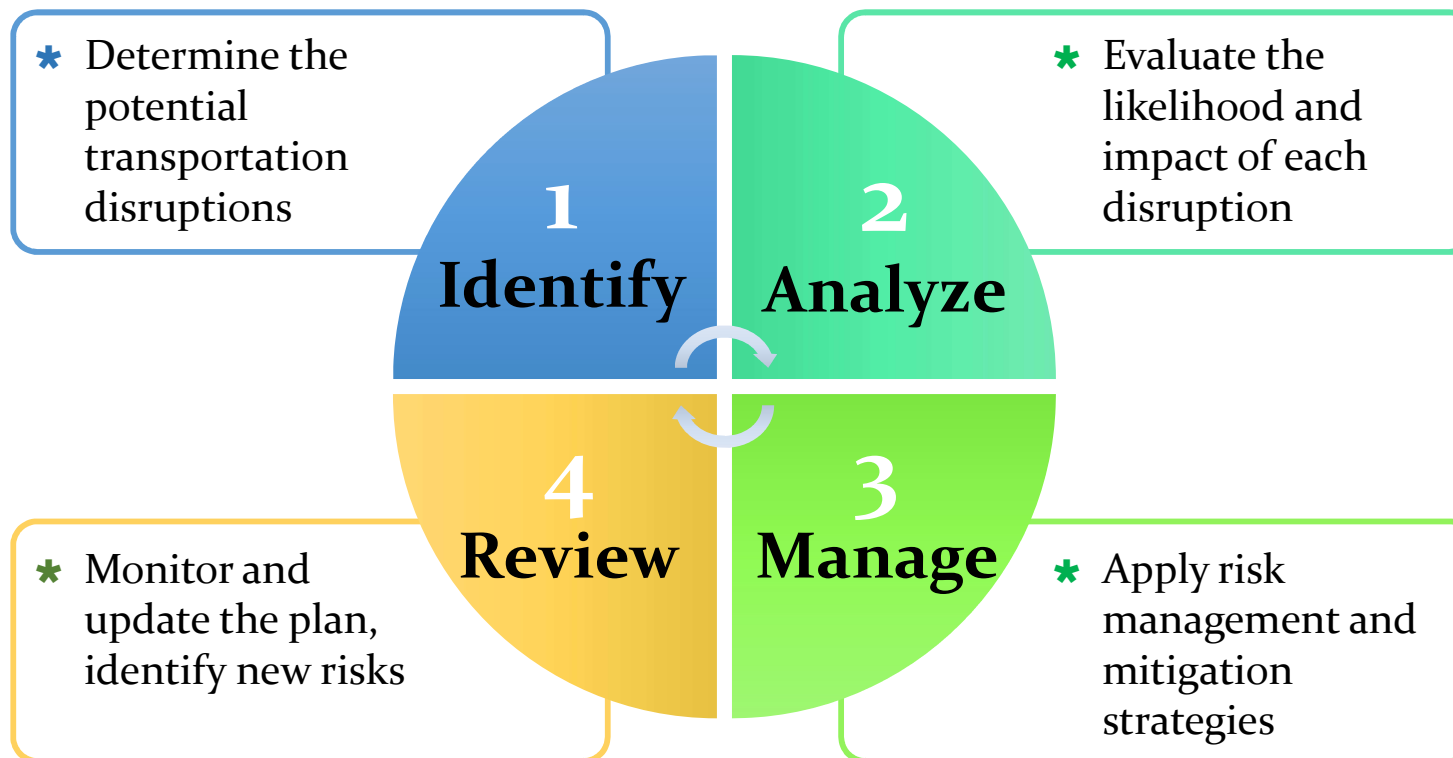 * Determine the
potential
transportation
disruptions
1
Identify
2
Analyze
* Evaluate the
likelihood and
impact of each
disruption
* Monitor and
update the plan,
identify new risks
4
Review
3
Manage
* Apply risk
management and
mitigation
strategies